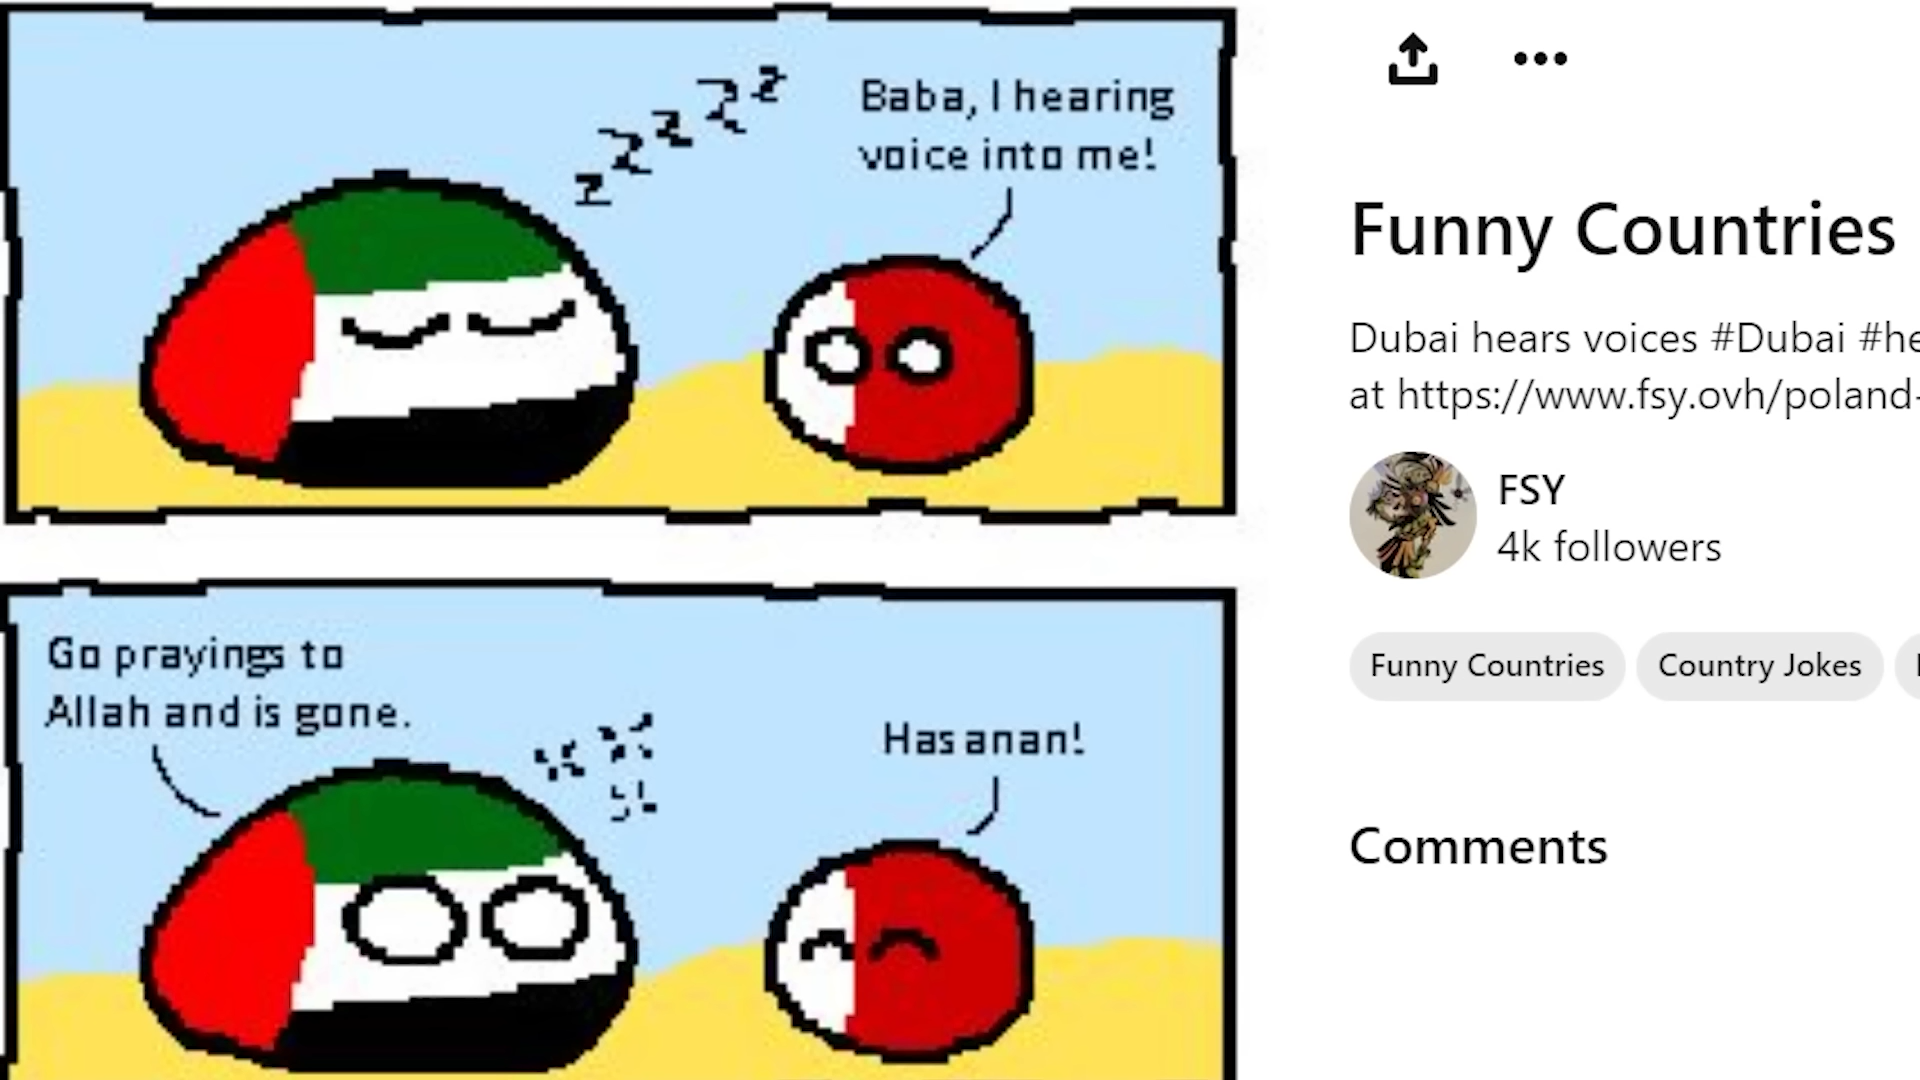 z z z z z
Baba, I hearing
voice into me!
Go prayings to
Allah and is gone.
Hasanan!
Funny Countries
Dubai hears voices #Dubai #he
at https://www.fsy.ovh/poland-
FSY
4k followers
Funny Countries
Country Jokes
Comments